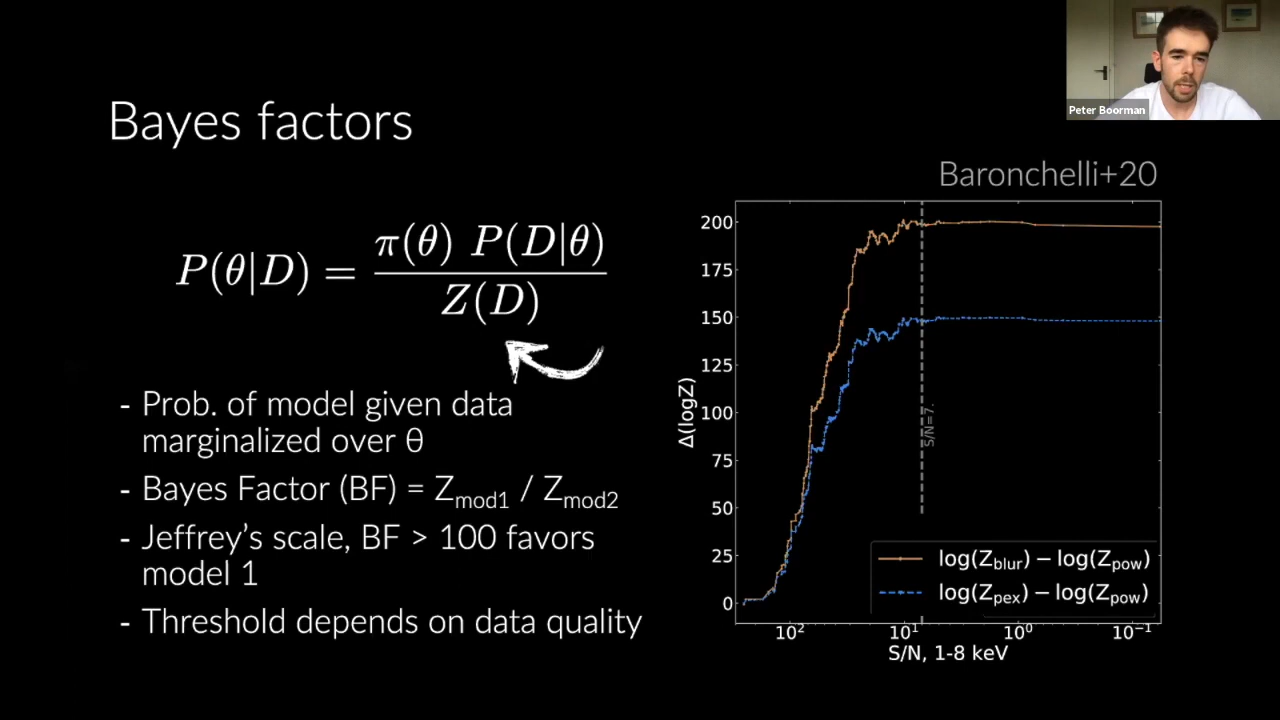 Peter Boorman
Bayes factors
Baronchelli+20
P(θ|D) = π(θ) P(D|θ) / Z(D)
- Prob. of model given data
marginalized over θ
- Bayes Factor (BF) = Zmod1 / Zmod2
- Jeffrey's scale, BF > 100 favors
model 1
- Threshold depends on data quality
Δ(logZ)
200
175
150
125
100
75
50
25
0
S/N=7.
log(Zblur) − log(Zpow)
log(Zpex) − log(Zpow)
10² 10¹ 10⁰ 10⁻¹
S/N, 1-8 keV